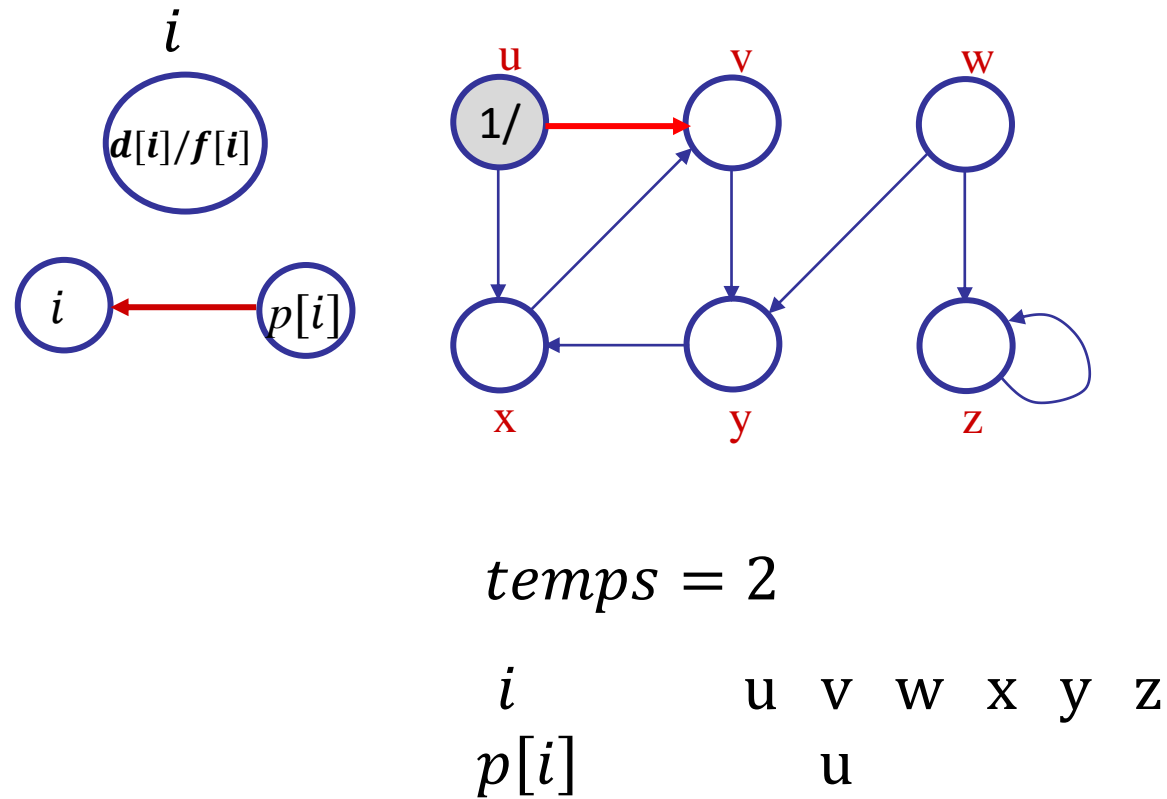 i
u v w
d[i]/f[i]
1/
i p[i]
x y z
temps = 2
i u v w x y z
p[i] u